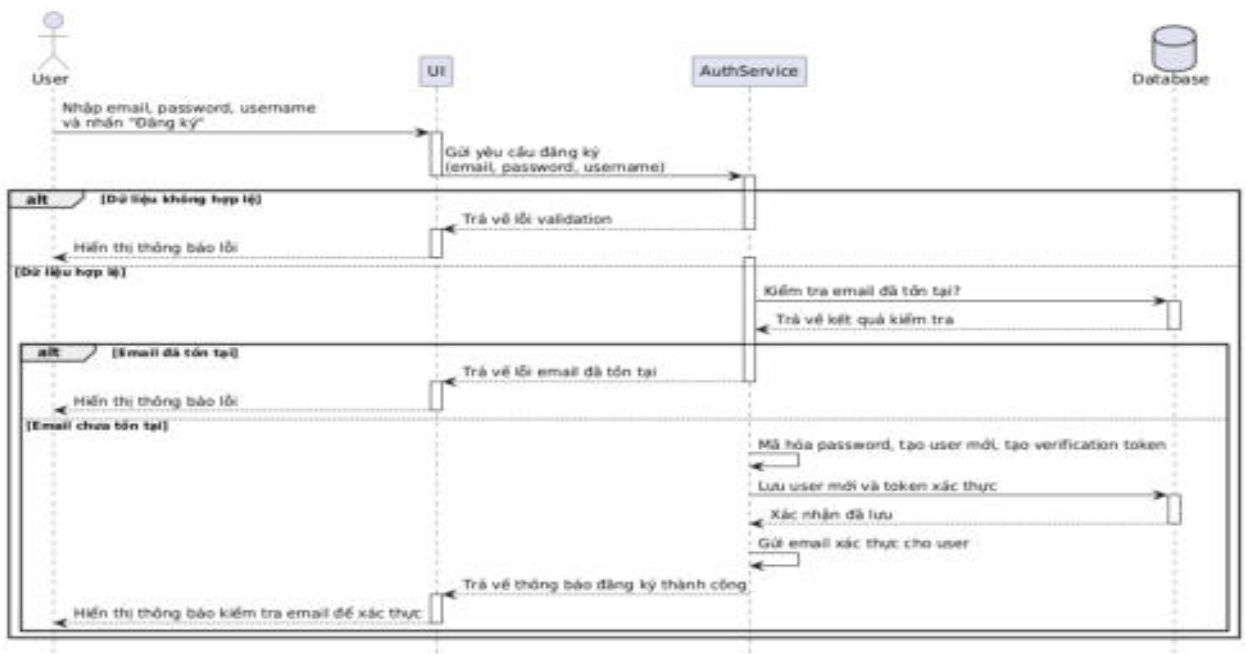 User
UI
AuthService
Database
Nhập email, password, username
và nhấn "Đăng ký"
Gửi yêu cầu đăng ký
(email, password, username)
alt [Dữ liệu không hợp lệ]
Trả về lỗi validation
Hiển thị thông báo lỗi
[Dữ liệu hợp lệ]
Kiểm tra email đã tồn tại?
Trả về kết quả kiểm tra
alt [Email đã tồn tại]
Trả về lỗi email đã tồn tại
Hiển thị thông báo lỗi
[Email chưa tồn tại]
Mã hóa password, tạo user mới, tạo verification token
Lưu user mới và token xác thực
Xác nhận đã lưu
Gửi email xác thực cho user
Trả về thông báo đăng ký thành công
Hiển thị thông báo kiểm tra email để xác thực